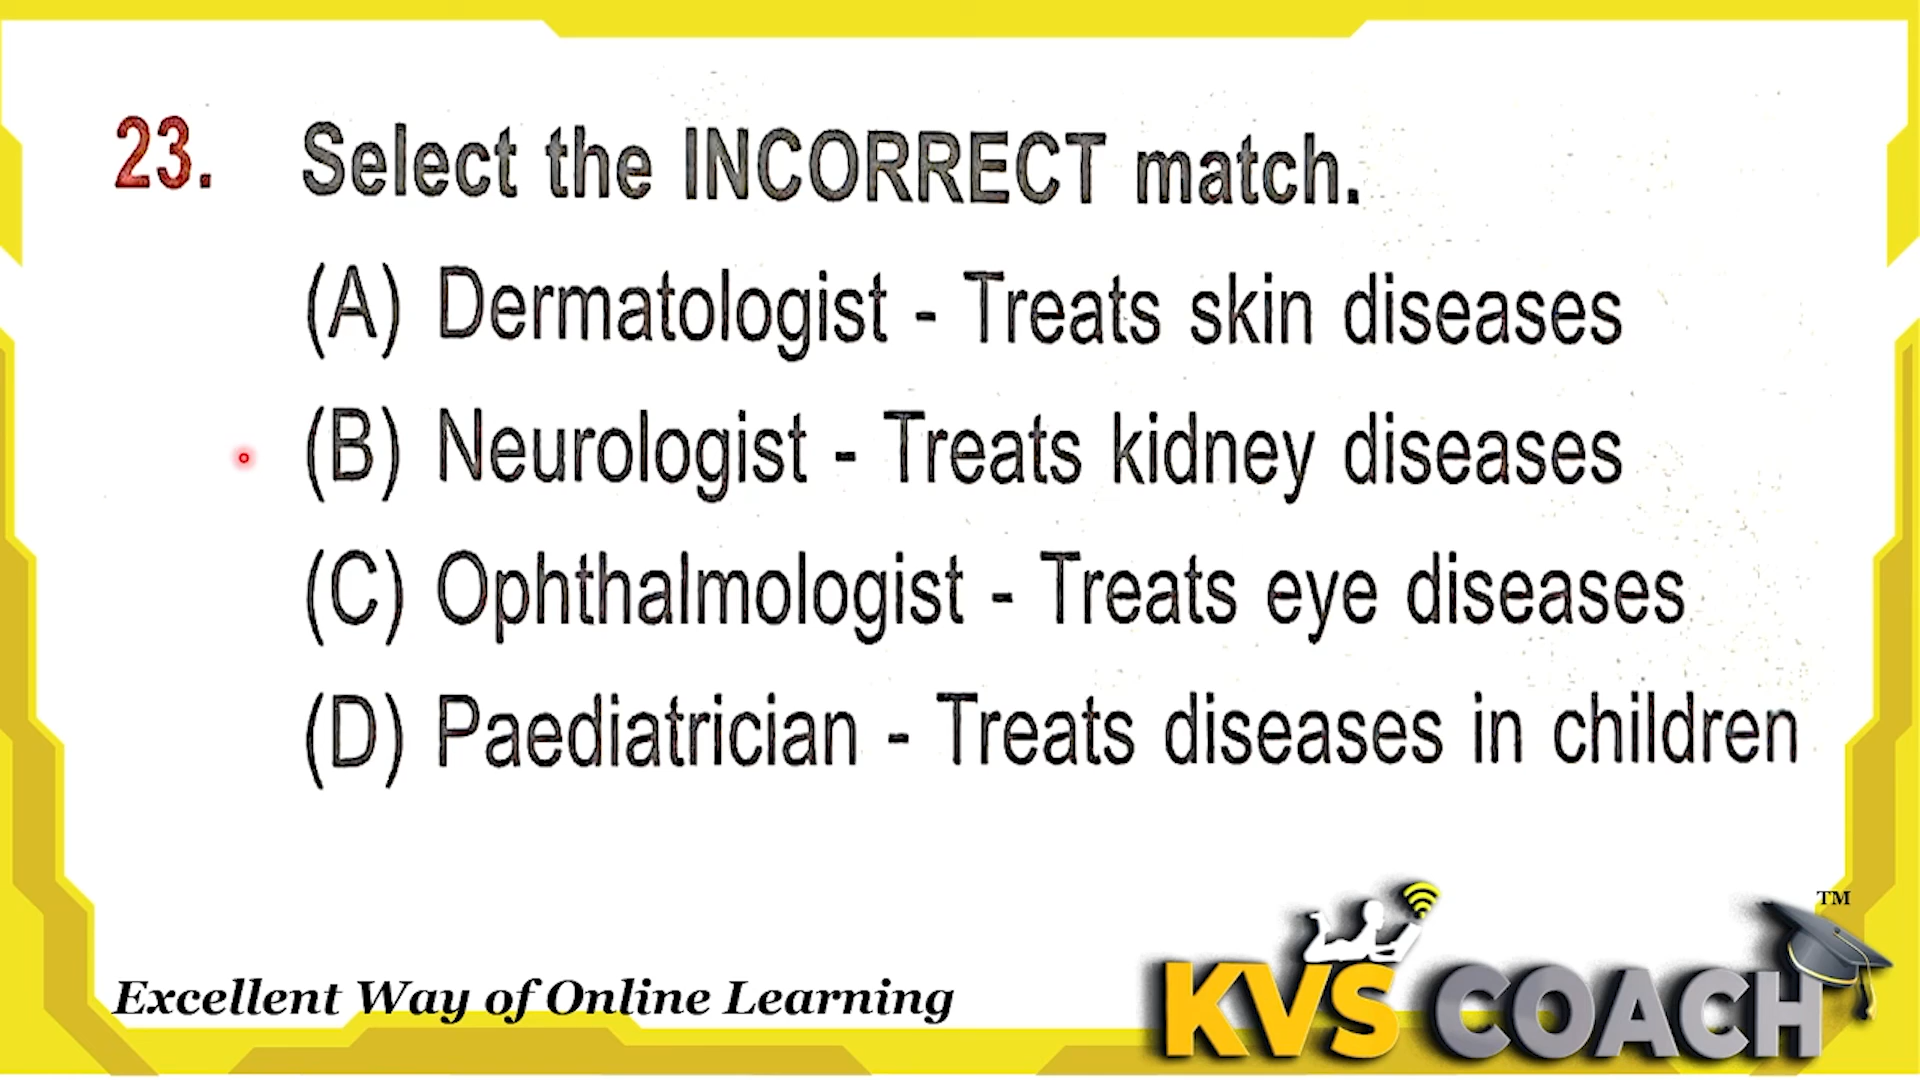 23. Select the INCORRECT match.
(A) Dermatologist - Treats skin diseases
(B) Neurologist - Treats kidney diseases
(C) Ophthalmologist - Treats eye diseases
(D) Paediatrician - Treats diseases in children
Excellent Way of Online Learning
KVS COACH TM